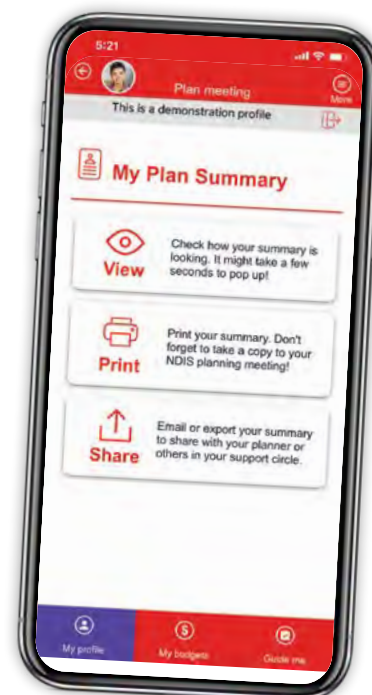 5:21
Plan meeting
More
This is a demonstration profile
My Plan Summary
View
Check how your summary is
looking. It might take a few
seconds to pop up!
Print
Print your summary. Don't
forget to take a copy to your
NDIS planning meeting!
Share
Email or export your summary
to share with your planner or
others in your support circle.
My profile
My budgets
Guide me